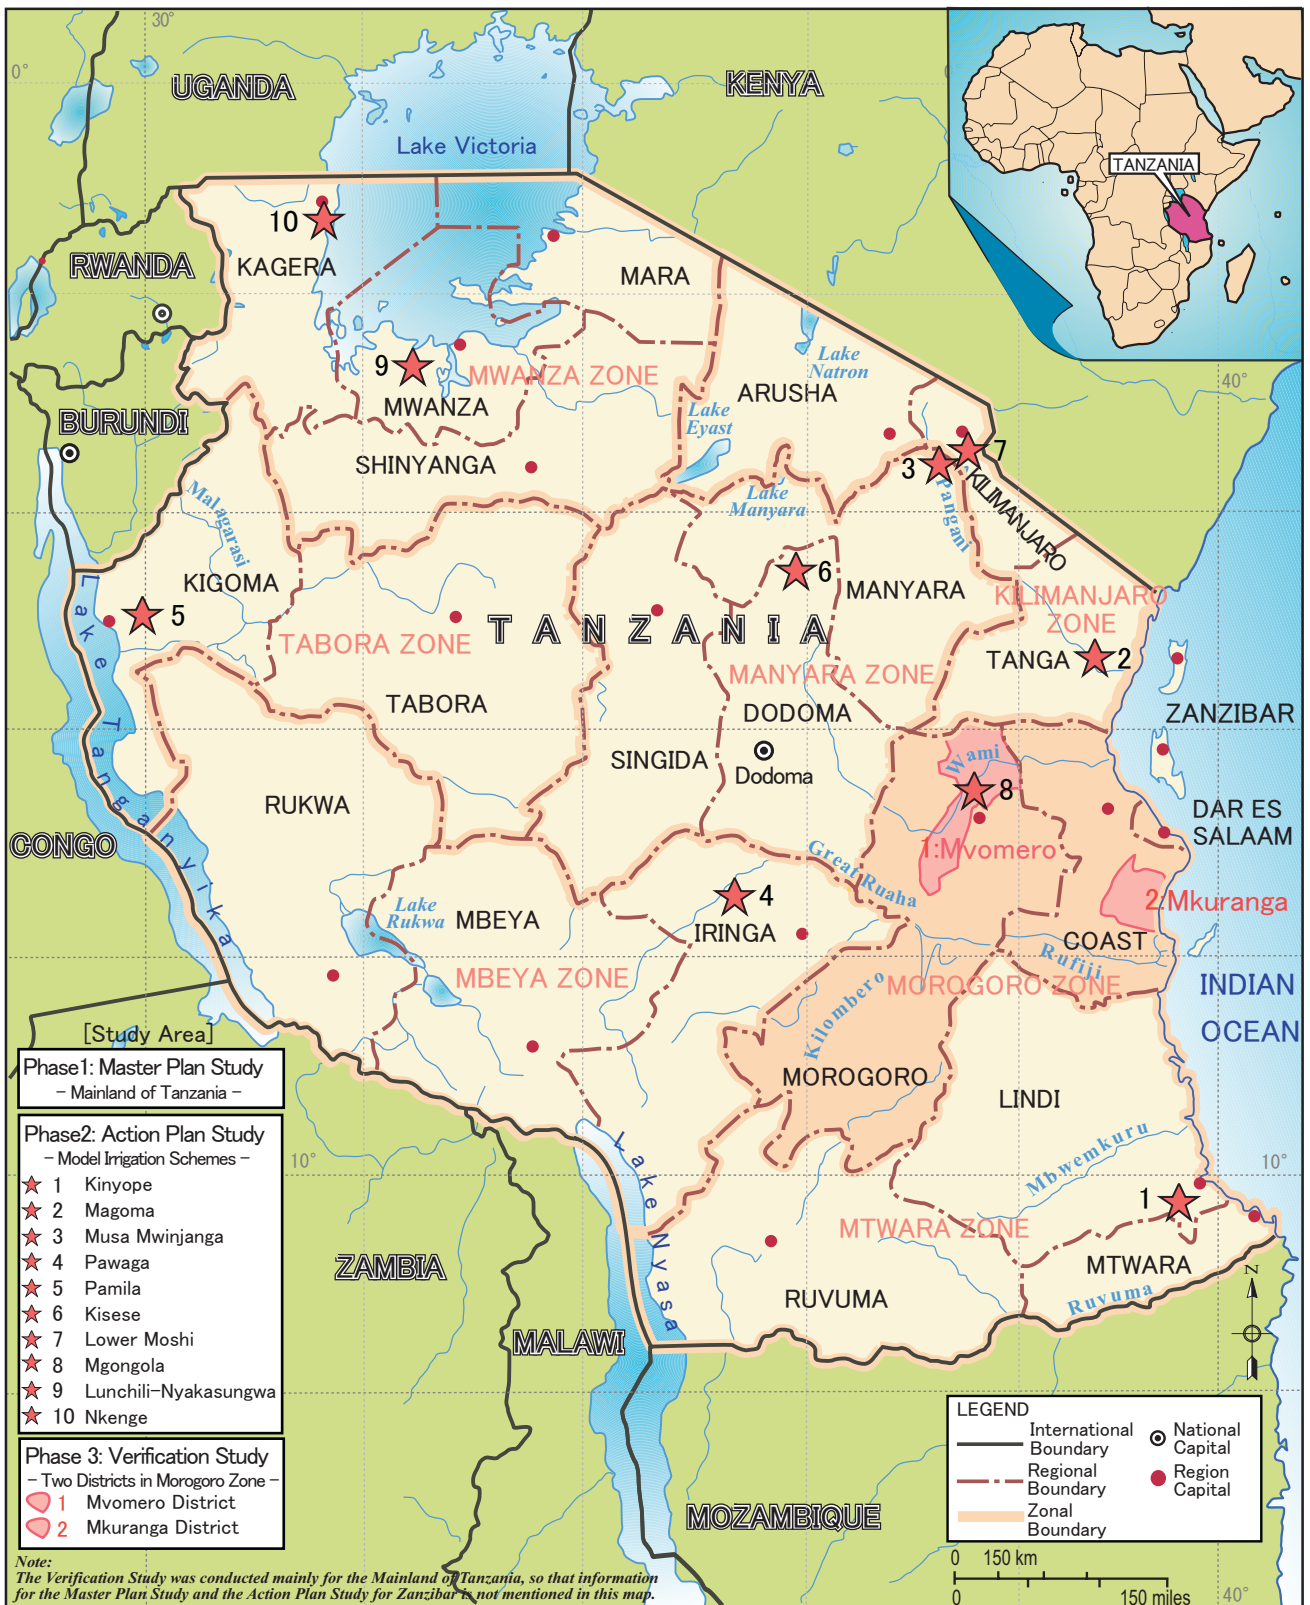 30°
0°
UGANDA
KENYA
Lake Victoria
TANZANIA
10
KAGERA
RWANDA
MARA
Lake
Natron
40°
9
MWANZA ZONE
MWANZA
ARUSHA
BURUNDI
Lake
Eyast
SHINYANGA
3
7
KILIMANJARO
Pangani
Lake
Manyara
Malagarasi
KIGOMA
6
MANYARA
5
KILIMANJARO
ZONE
TANZANIA
TABORA ZONE
TANGA
2
MANYARA ZONE
TABORA
DODOMA
ZANZIBAR
SINGIDA
Dodoma
Wami
8
RUKWA
DAR ES
SALAAM
CONGO
Lake Tanganyika
1:Mvomero
Great Ruaha
2:Mkuranga
4
Lake
Rukwa
MBEYA
IRINGA
COAST
Rufiji
MBEYA ZONE
MOROGORO ZONE
INDIAN
OCEAN
Kilombero
MOROGORO
LINDI
Mbwemkuru
10°
10°
Lake Nyasa
1
MTWARA ZONE
MTWARA
RUVUMA
Ruvuma
ZAMBIA
MALAWI
MOZAMBIQUE
N
[Study Area]
Phase1: Master Plan Study
– Mainland of Tanzania –
Phase2: Action Plan Study
– Model Irrigation Schemes –
1 Kinyope
2 Magoma
3 Musa Mwinjanga
4 Pawaga
5 Pamila
6 Kisese
7 Lower Moshi
8 Mgongola
9 Lunchili–Nyakasungwa
10 Nkenge
Phase 3: Verification Study
– Two Districts in Morogoro Zone –
1 Mvomero District
2 Mkuranga District
Note:
The Verification Study was conducted mainly for the Mainland of Tanzania, so that information
for the Master Plan Study and the Action Plan Study for Zanzibar is not mentioned in this map.
LEGEND
International
Boundary
National
Capital
Regional
Boundary
Region
Capital
Zonal
Boundary
0 150 km
0 150 miles
40°